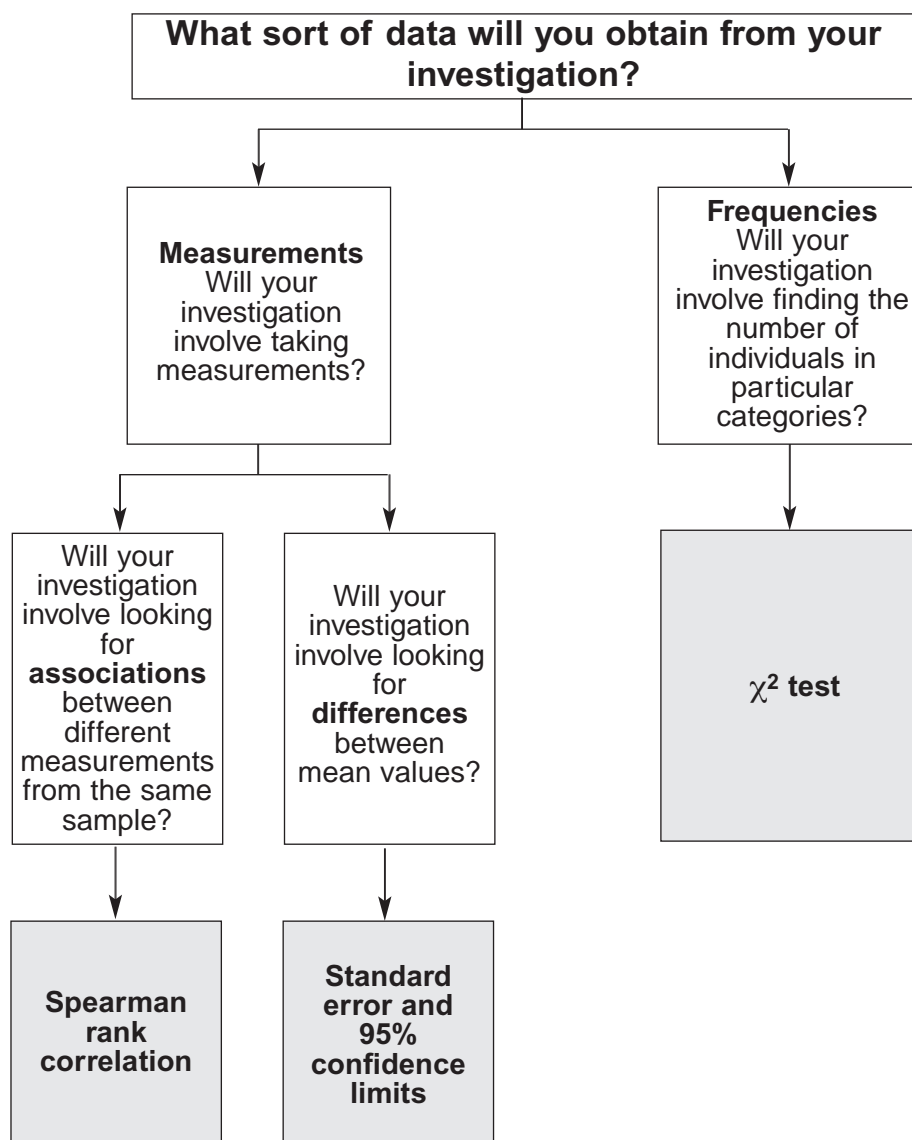 What sort of data will you obtain from your
investigation?
Measurements
Will your
investigation
involve taking
measurements?
Frequencies
Will your
investigation
involve finding the
number of
individuals in
particular
categories?
Will your
investigation
involve looking
for
associations
between
different
measurements
from the same
sample?
Will your
investigation
involve looking
for
differences
between
mean values?
χ² test
Spearman
rank
correlation
Standard
error and
95%
confidence
limits